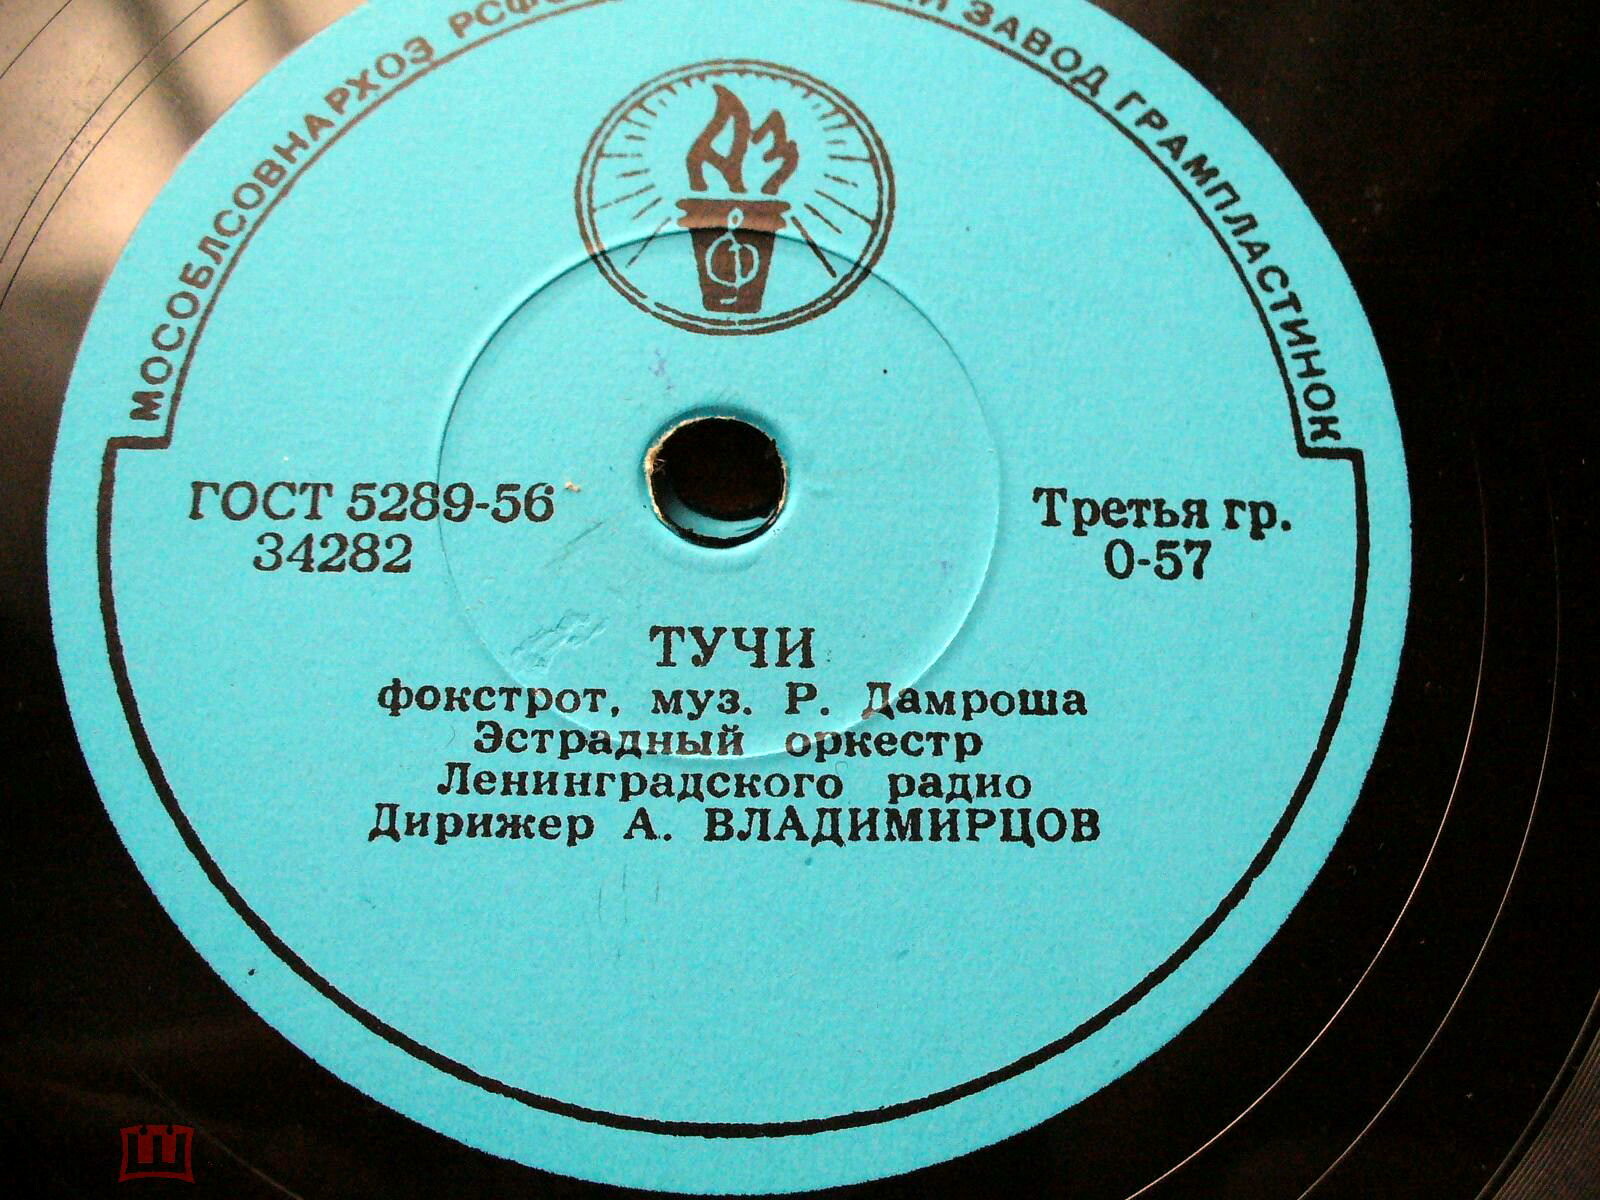 МОСОБЛСОВНАРХОЗ ЗАВОД ГРАМПЛАСТИНОК
АЗ
ГОСТ 5289-56
34282
Третья гр.
0-57
ТУЧИ
фокстрот, муз. Р. Дамроша
Эстрадный оркестр
Ленинградского радио
Дирижер А. ВЛАДИМИРЦОВ